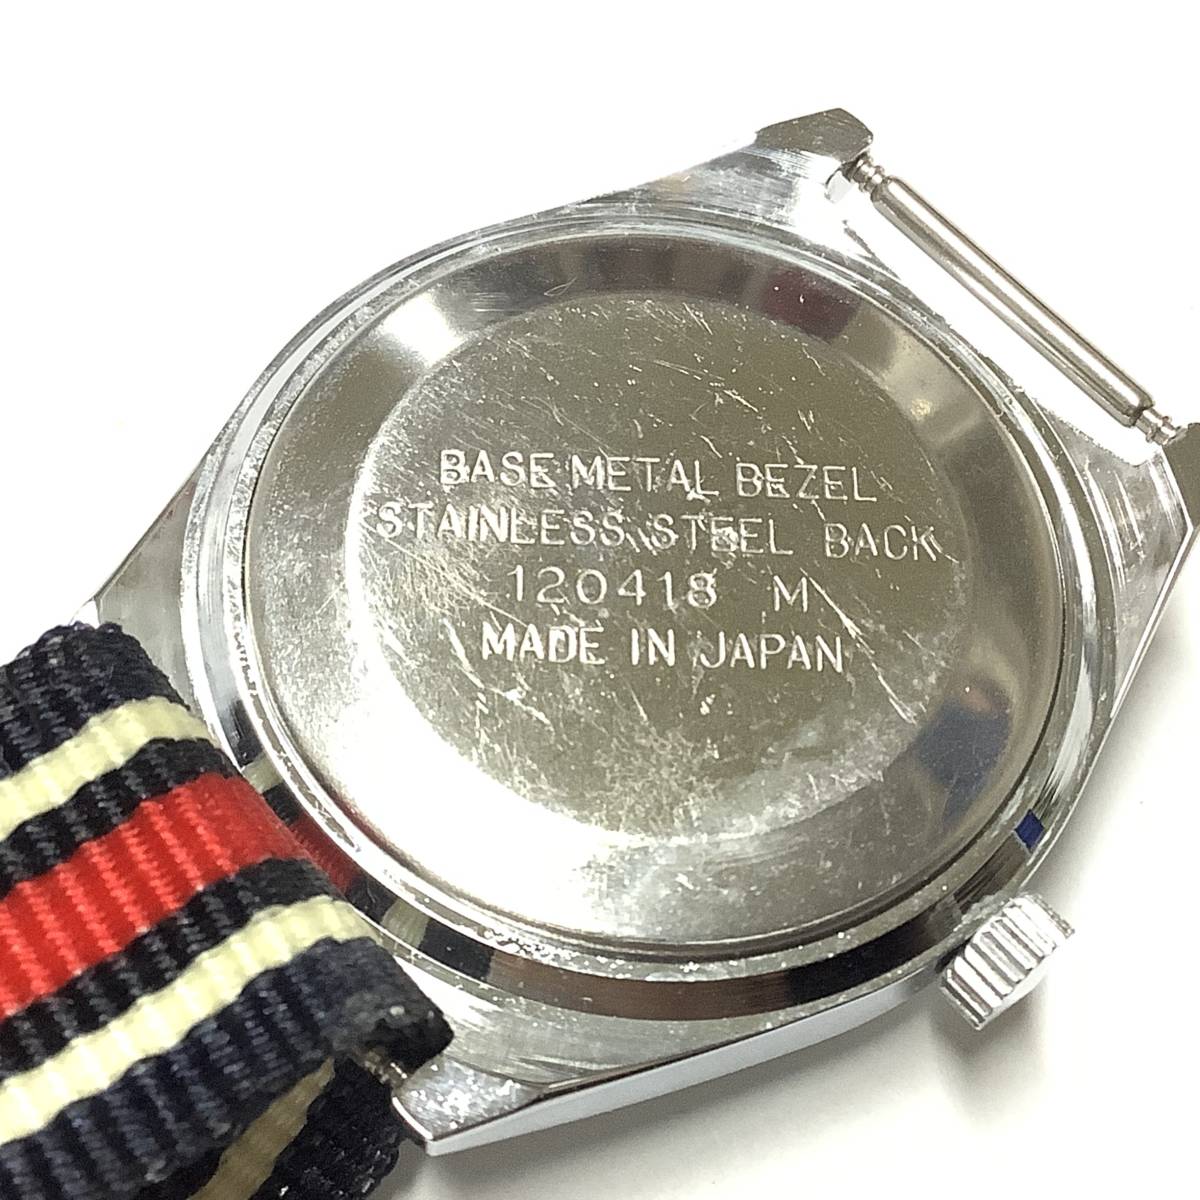 BASE METAL BEZEL
STAINLESS STEEL BACK
120418 M
MADE IN JAPAN